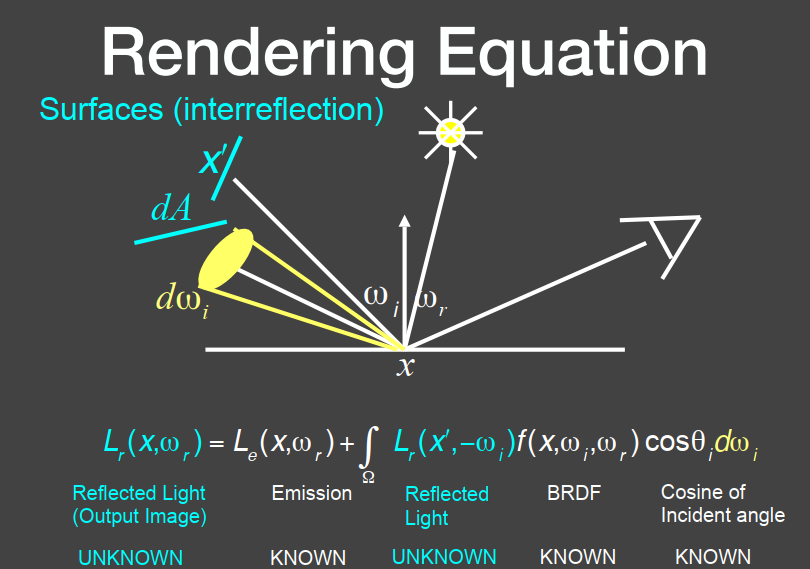 Rendering Equation
Surfaces (interreflection)
x′
dA
dωi
ωi ωr
x
Lr(x,ωr) = Le(x,ωr) + ∫Ω Lr(x′,−ωi)f(x,ωi,ωr) cosθi dωi
Reflected Light Emission Reflected BRDF Cosine of
(Output Image) Light Incident angle
UNKNOWN KNOWN UNKNOWN KNOWN KNOWN